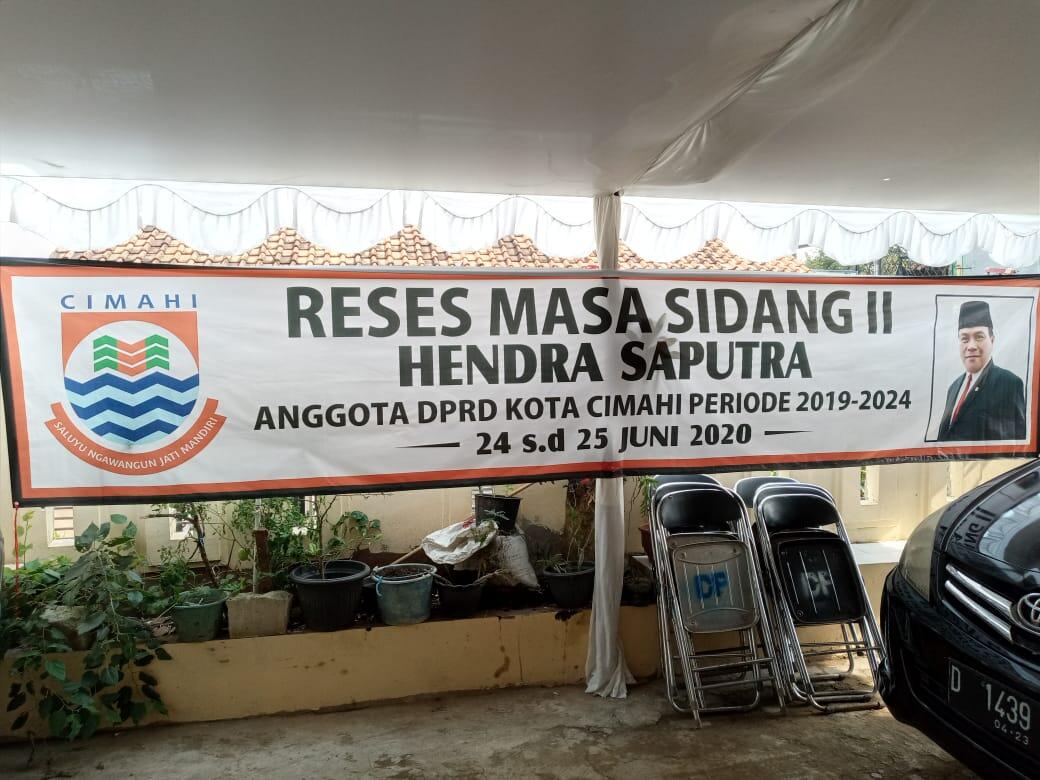 CIMAHI
SALUYU NGAWANGUN JATI MANDIRI
RESES MASA SIDANG II
HENDRA SAPUTRA
ANGGOTA DPRD KOTA CIMAHI PERIODE 2019-2024
24 s.d 25 JUNI 2020
DP
D 1439
04·23